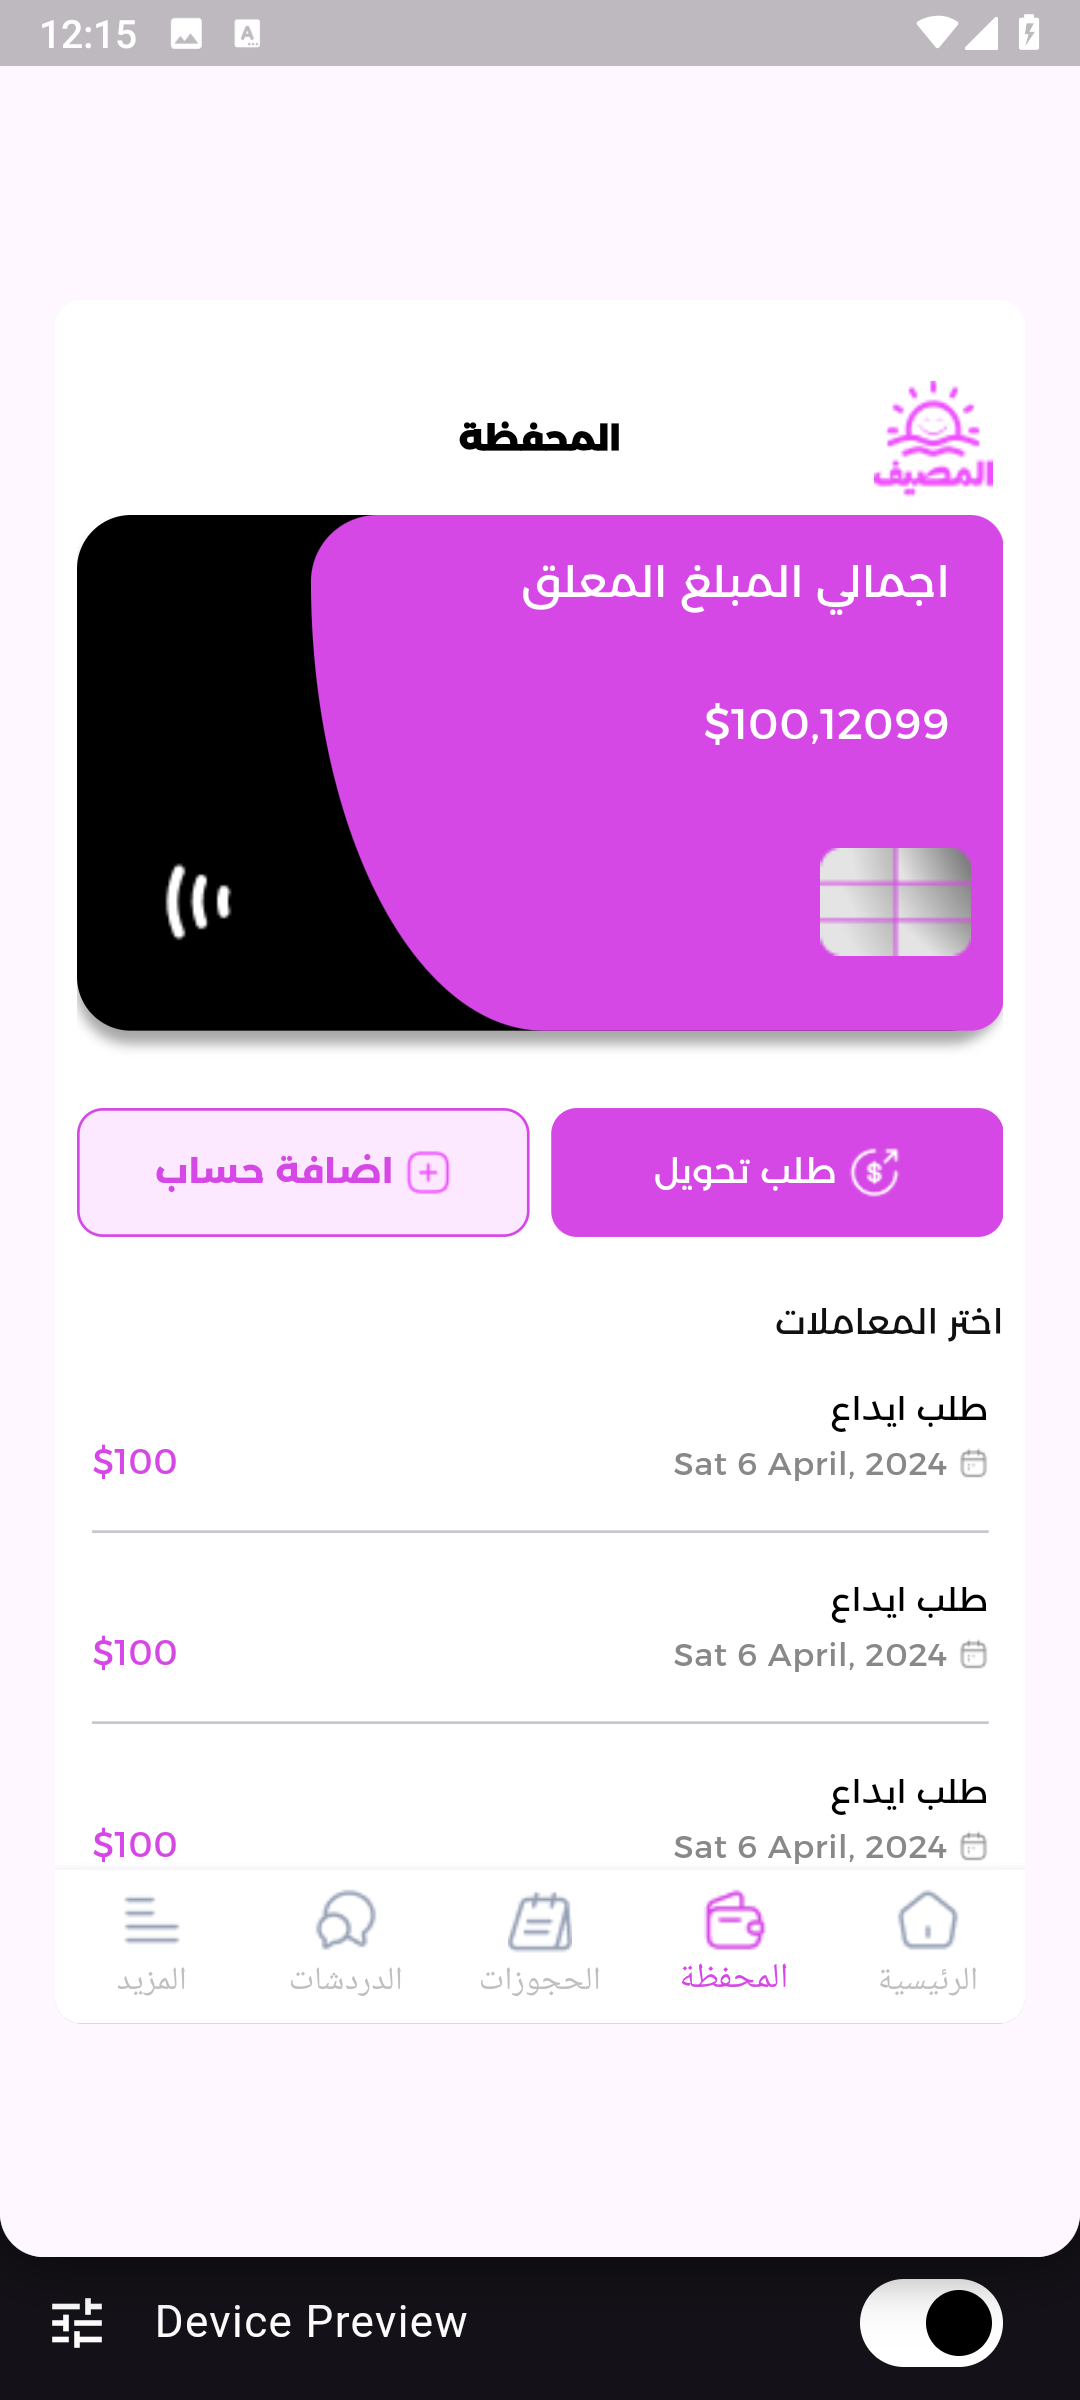 12:15
المحفظة
المصيف
اجمالي المبلغ المعلق
$100,12099
طلب تحويل
اضافة حساب
اختر المعاملات
طلب ايداع
Sat 6 April, 2024
$100
طلب ايداع
Sat 6 April, 2024
$100
طلب ايداع
Sat 6 April, 2024
$100
الرئيسية
المحفظة
الحجوزات
الدردشات
المزيد
Device Preview